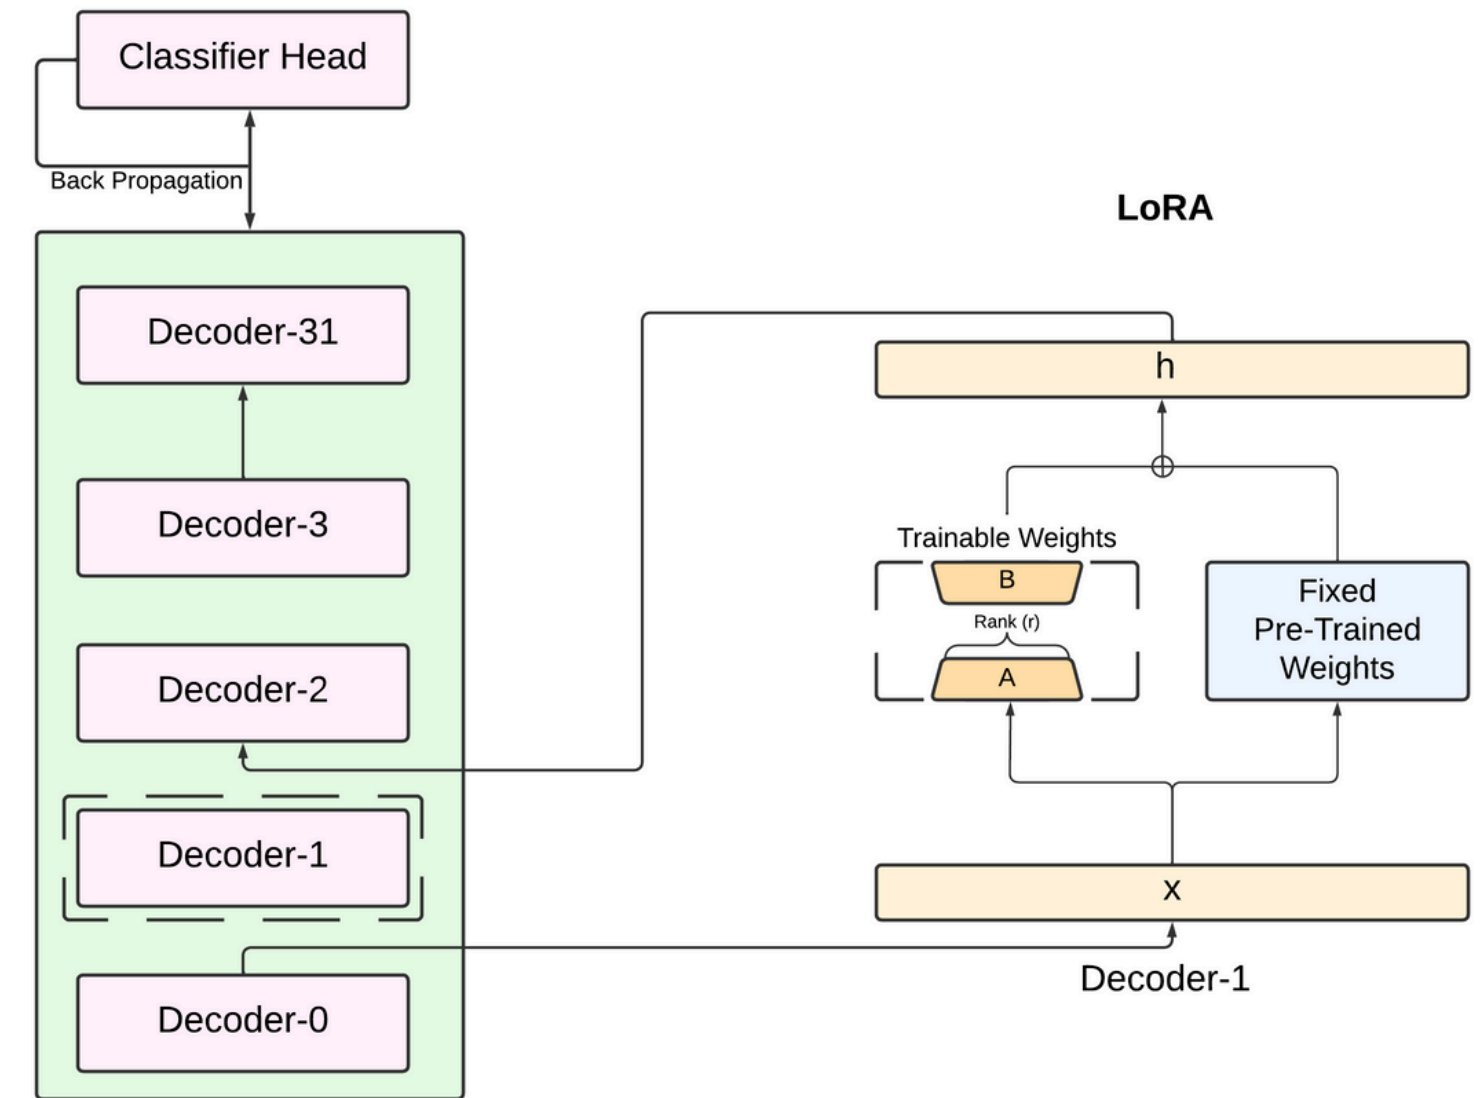 Classifier Head
Back Propagation
Decoder-31
Decoder-3
Decoder-2
Decoder-1
Decoder-0
LoRA
h
Trainable Weights
B
Rank (r)
A
Fixed
Pre-Trained
Weights
x
Decoder-1